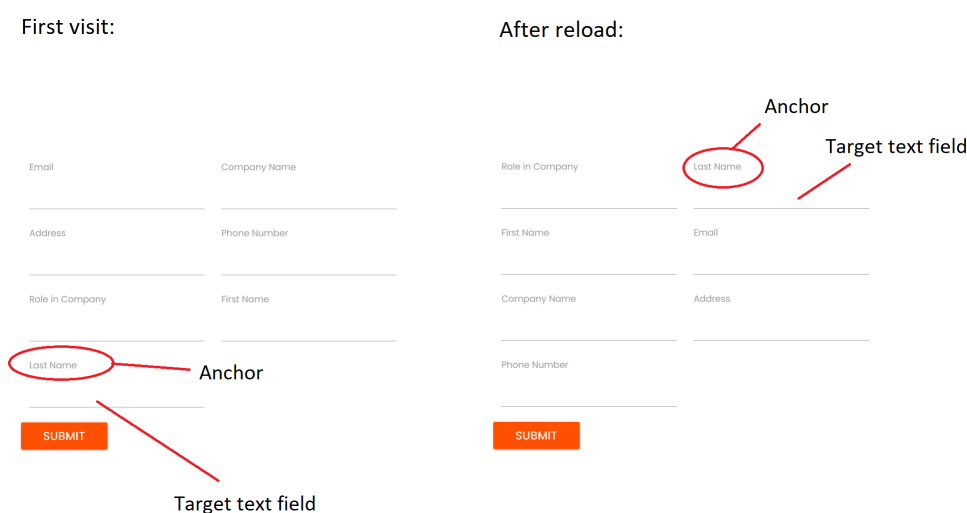 First visit:
After reload:
Anchor
Target text field
Email
Company Name
Role in Company
Last Name
Address
Phone Number
First Name
Email
Role in Company
First Name
Company Name
Address
Last Name
Anchor
Phone Number
SUBMIT
SUBMIT
Target text field